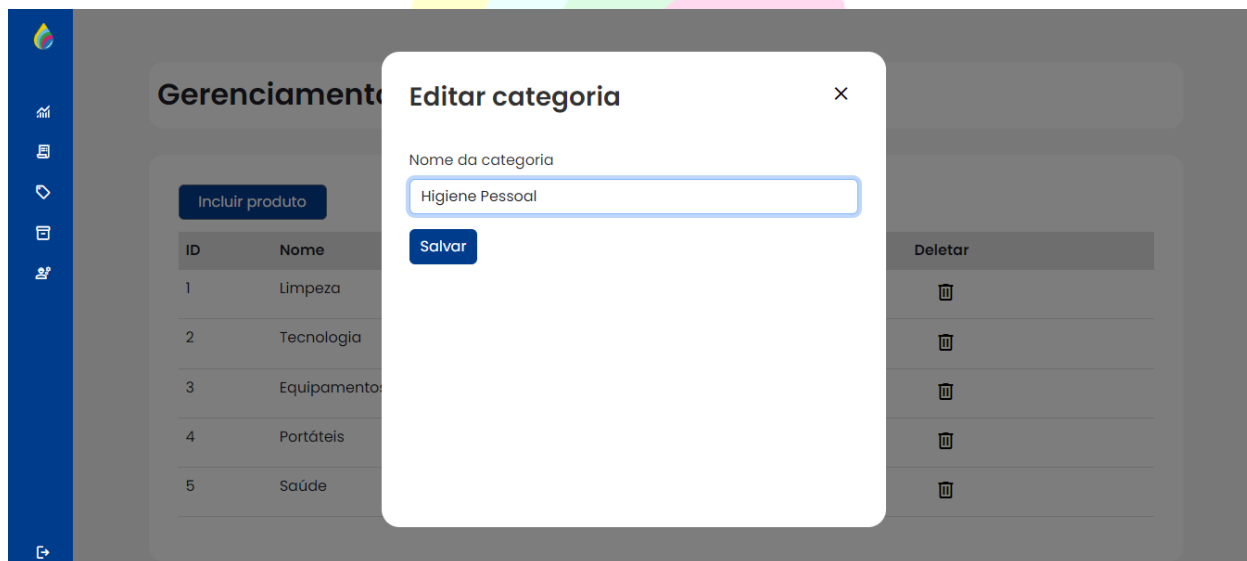 Gerenciament
Editar categoria
Nome da categoria
Higiene Pessoal
Salvar
Incluir produto
ID Nome Deletar
1 Limpeza
2 Tecnologia
3 Equipamentos
4 Portáteis
5 Saúde